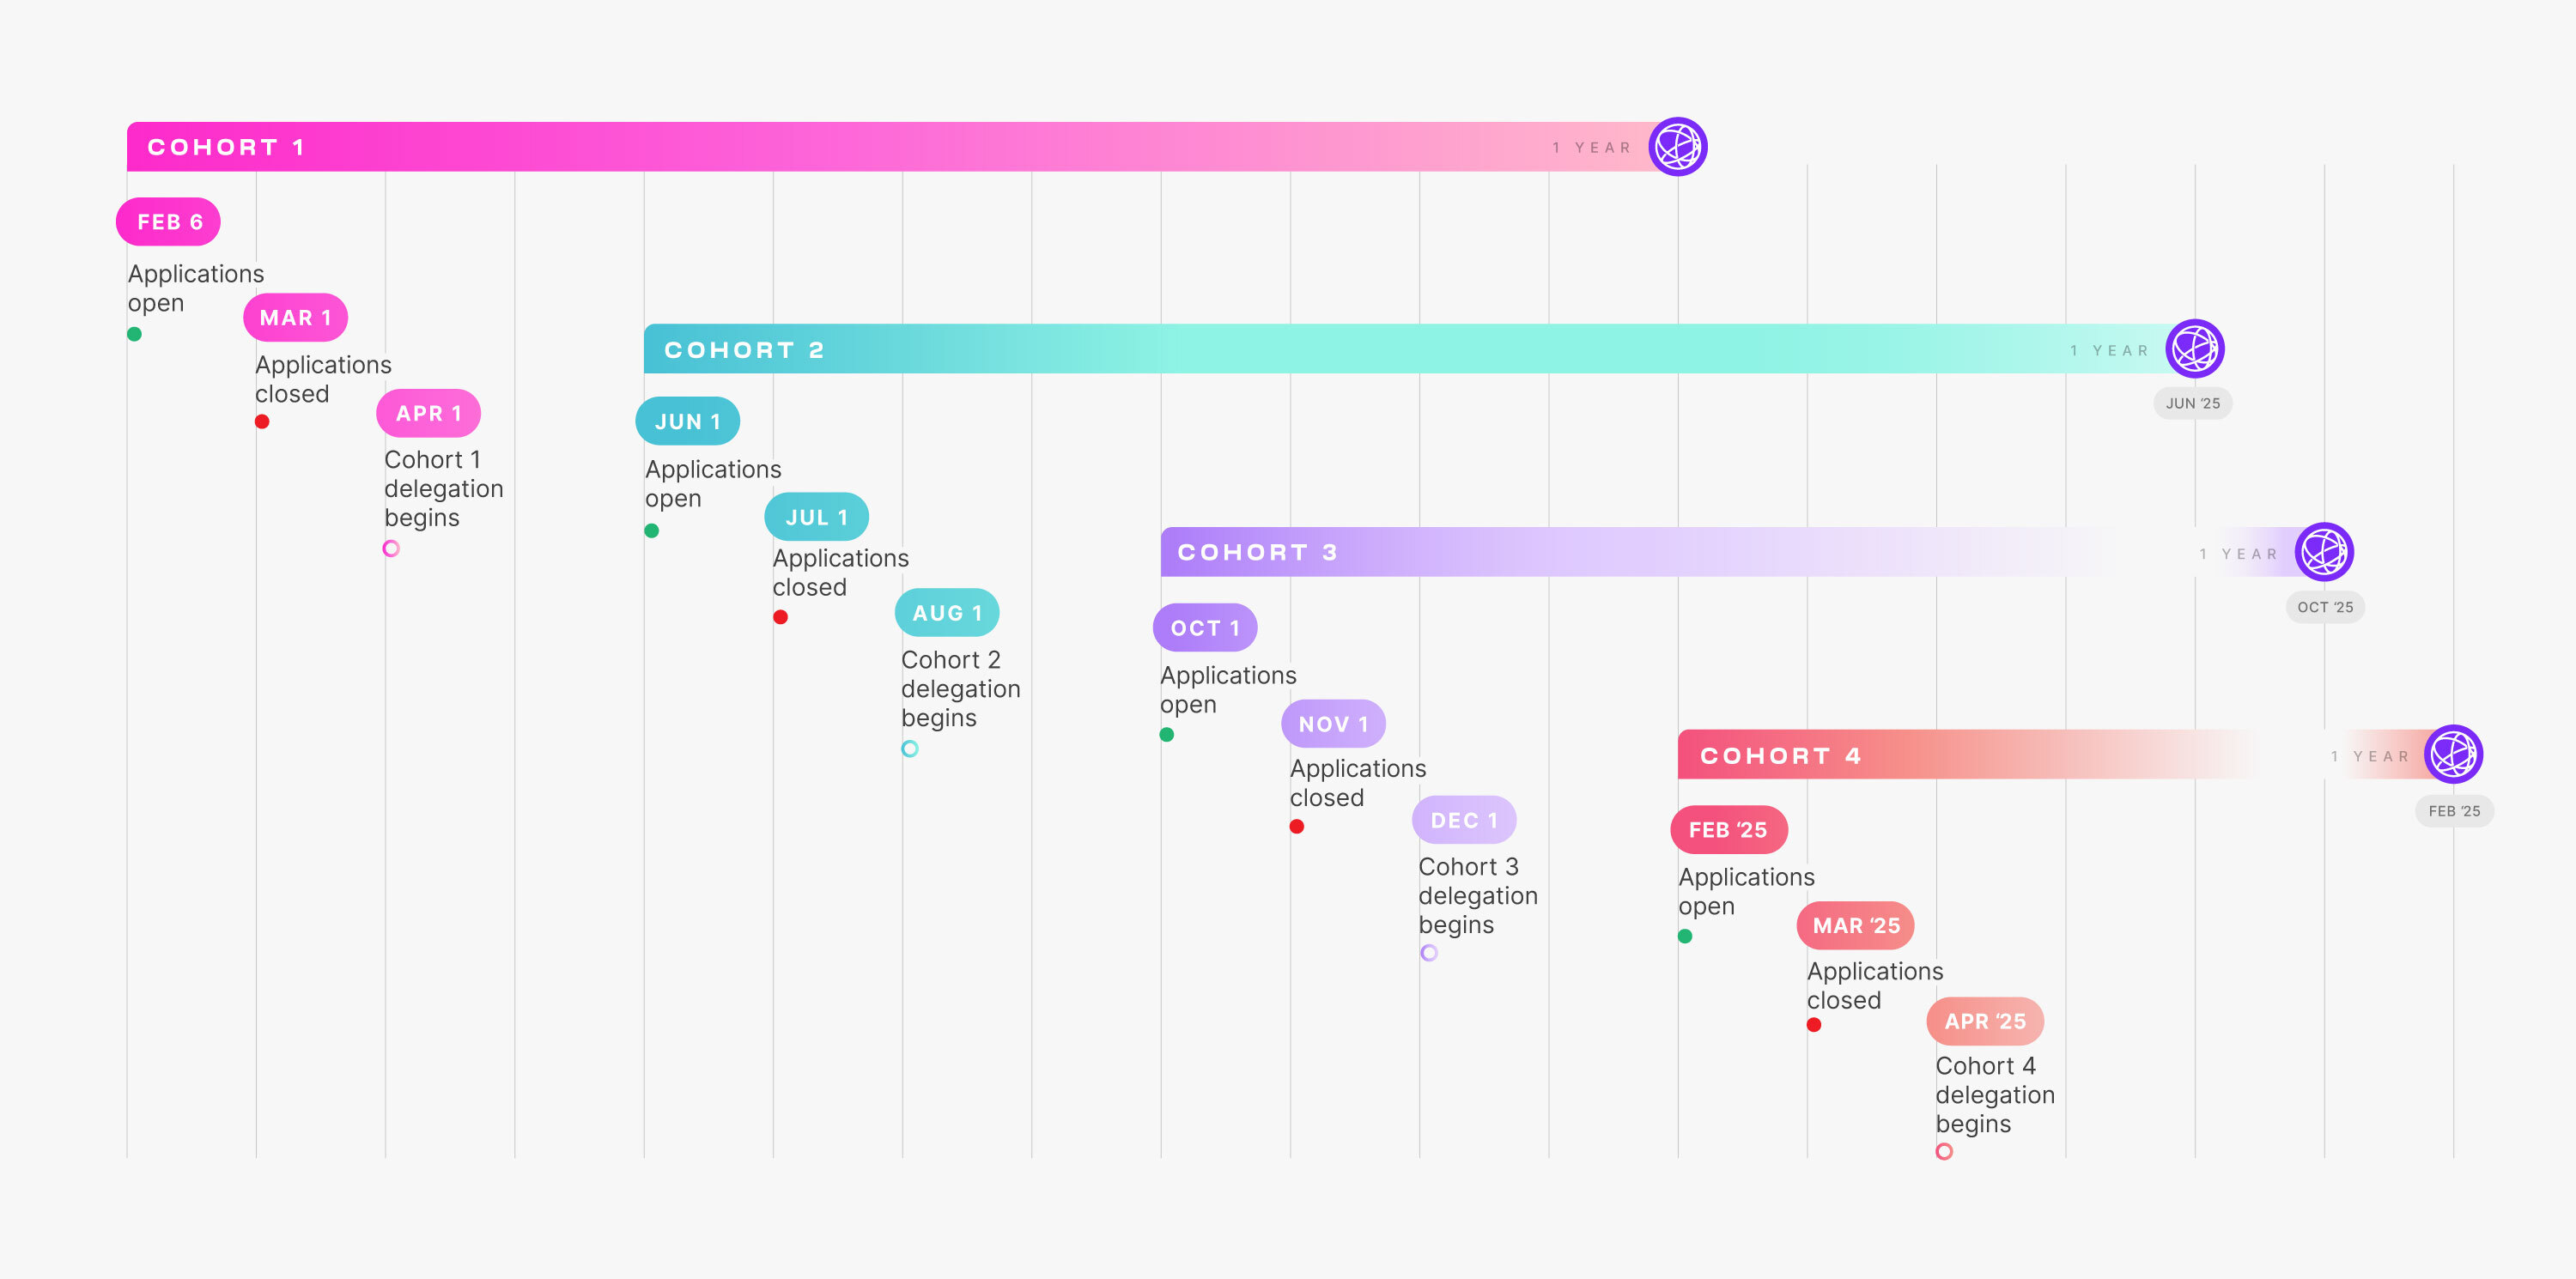 COHORT 1
1 YEAR
FEB 6
Applications
open
MAR 1
Applications
closed
APR 1
Cohort 1
delegation
begins
COHORT 2
1 YEAR
JUN '25
JUN 1
Applications
open
JUL 1
Applications
closed
AUG 1
Cohort 2
delegation
begins
COHORT 3
1 YEAR
OCT '25
OCT 1
Applications
open
NOV 1
Applications
closed
DEC 1
Cohort 3
delegation
begins
COHORT 4
1 YEAR
FEB '25
FEB ‘25
Applications
open
MAR ‘25
Applications
closed
APR ‘25
Cohort 4
delegation
begins